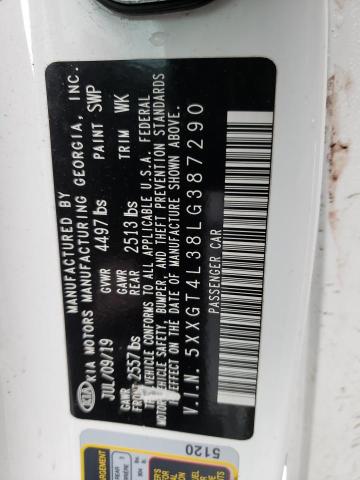 MANUFACTURED BY
KIA KIA MOTORS MANUFACTURING GEORGIA, INC.
JUL/09/19 GVWR 4497 lbs PAINT SWP
GAWR FRONT 2557 lbs GAWR REAR 2513 lbs TRIM WK
THIS VEHICLE CONFORMS TO ALL APPLICABLE U.S.A. FEDERAL
MOTOR VEHICLE SAFETY, BUMPER, AND THEFT PREVENTION STANDARDS
IN EFFECT ON THE DATE OF MANUFACTURE SHOWN ABOVE.
V.I.N. 5XXGT4L38LG387290
PASSENGER CAR
5120